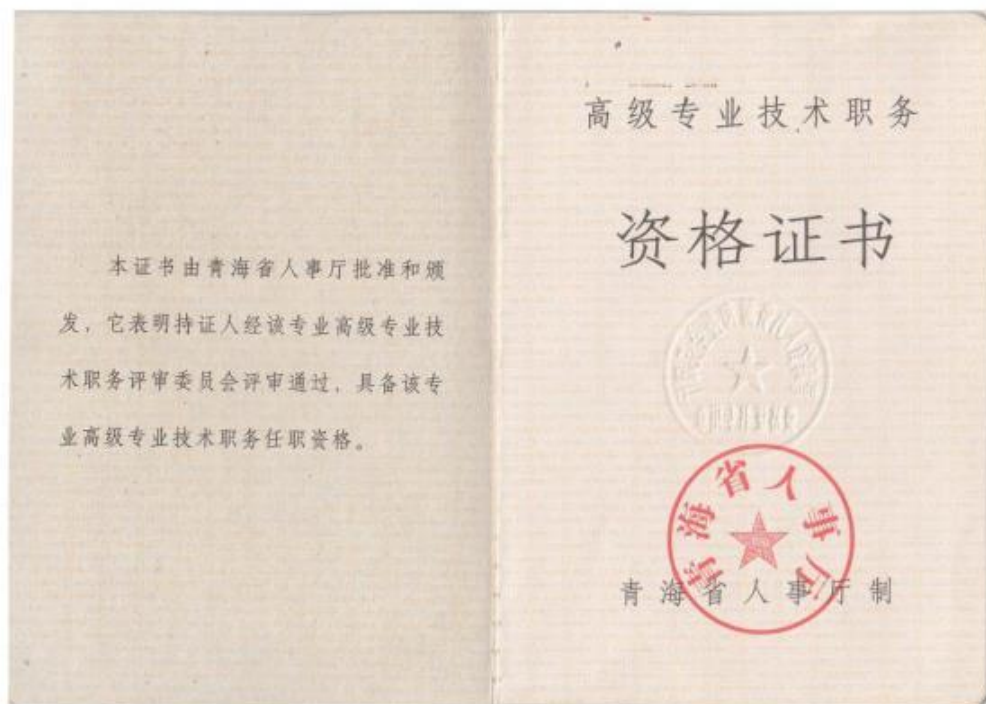 本证书由青海省人事厅批准和颁
发，它表明持证人经该专业高级专业技
术职务评审委员会评审通过，具备该专
业高级专业技术职务任职资格。
高级专业技术职务
资格证书
青海省人事厅
青海省人事厅制